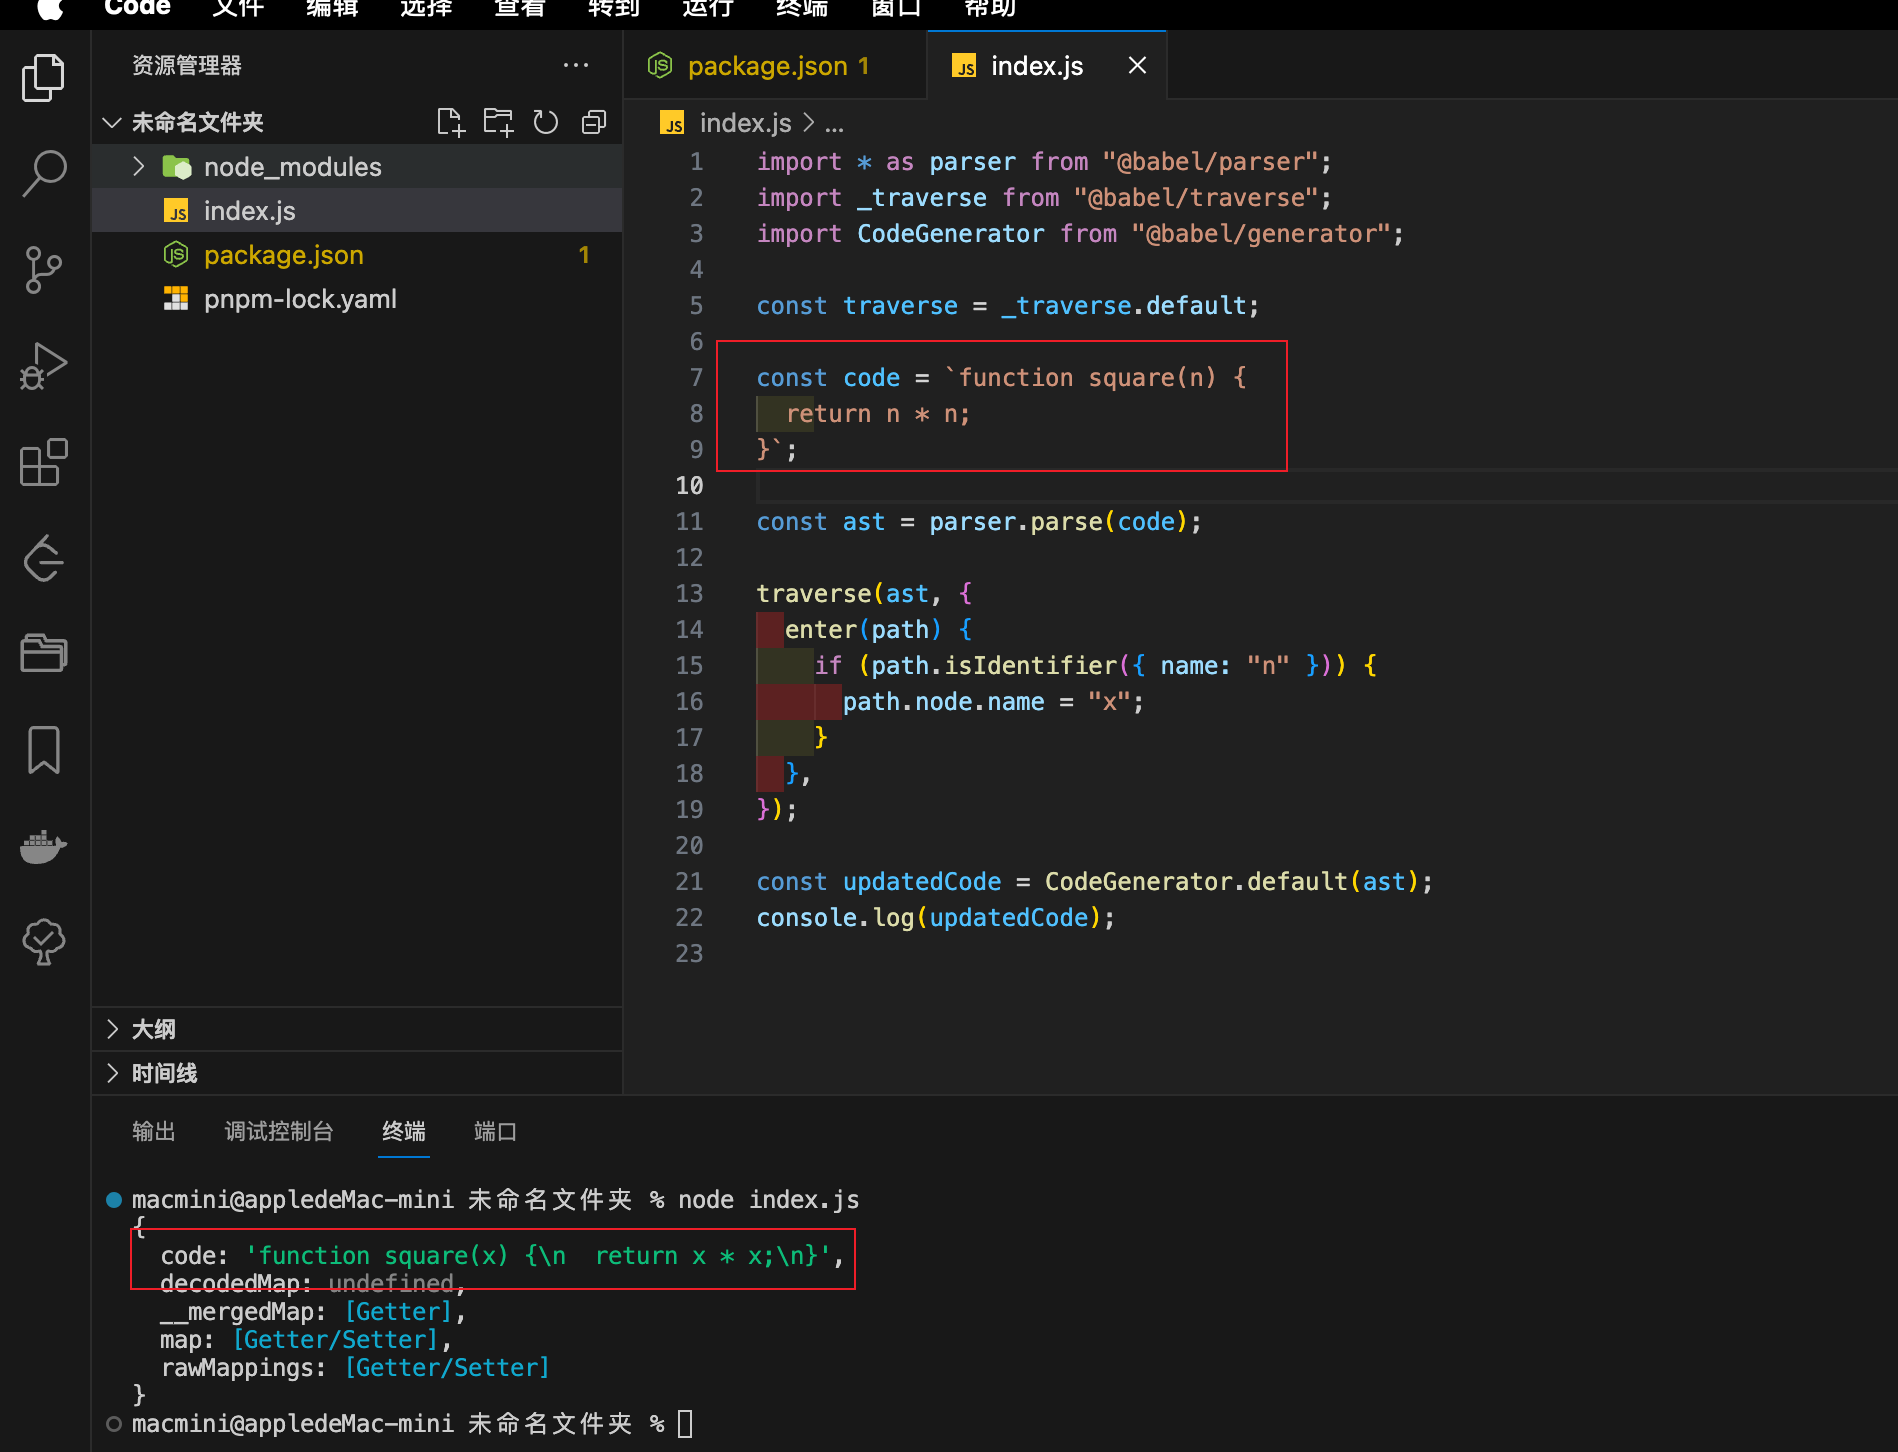 Code 文件 编辑 选择 查看 转到 运行 终端 窗口 帮助
资源管理器
未命名文件夹
node_modules
index.js
package.json 1
pnpm-lock.yaml
大纲
时间线
package.json 1
index.js
index.js > ...
1 import * as parser from "@babel/parser";
2 import _traverse from "@babel/traverse";
3 import CodeGenerator from "@babel/generator";
4
5 const traverse = _traverse.default;
6
7 const code = `function square(n) {
8   return n * n;
9 }`;
10
11 const ast = parser.parse(code);
12
13 traverse(ast, {
14   enter(path) {
15     if (path.isIdentifier({ name: "n" })) {
16       path.node.name = "x";
17     }
18   },
19 });
20
21 const updatedCode = CodeGenerator.default(ast);
22 console.log(updatedCode);
23
输出 调试控制台 终端 端口
macmini@appledeMac-mini 未命名文件夹 % node index.js
{
  code: 'function square(x) {\n  return x * x;\n}',
  decodedMap: undefined,
  __mergedMap: [Getter],
  map: [Getter/Setter],
  rawMappings: [Getter/Setter]
}
macmini@appledeMac-mini 未命名文件夹 %